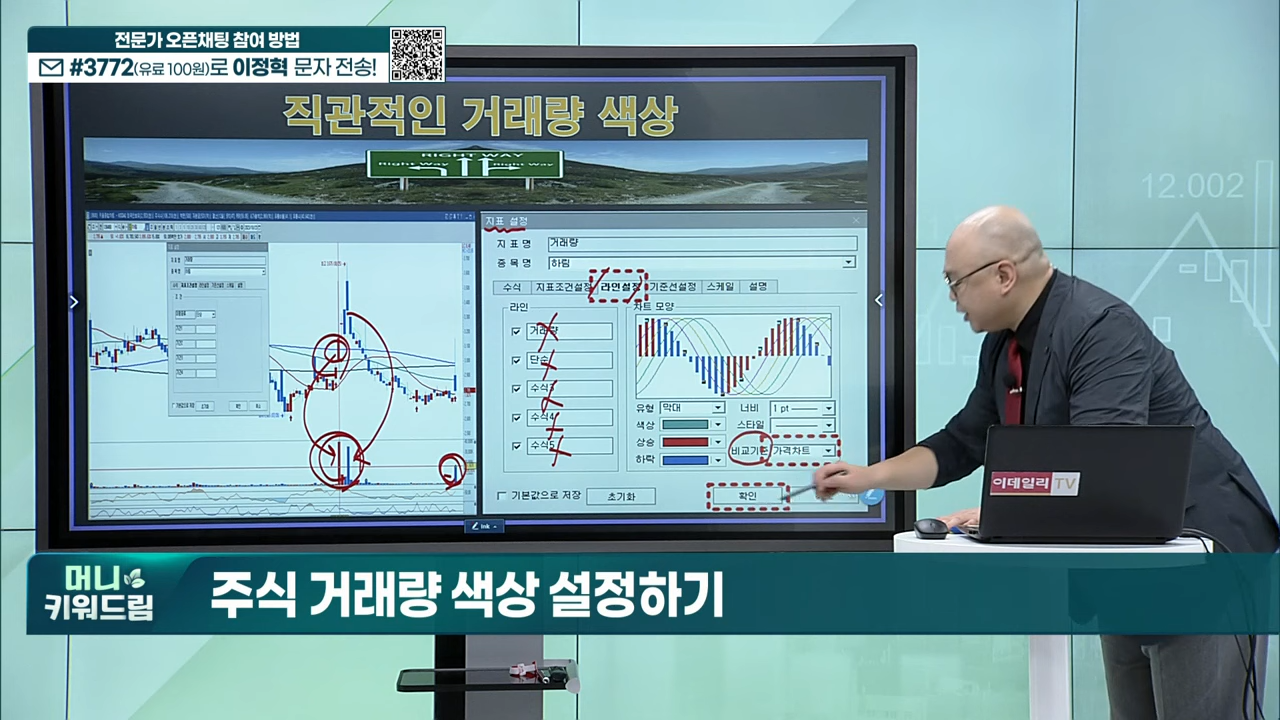 전문가 오픈채팅 참여 방법
#3772(유료 100원)로 이정혁 문자 전송!
직관적인 거래량 색상
RIGHT WAY
Right Way
Right Way
지표 설정
지 표 명
거래량
종 목 명
하림
수식
지표조건설정
라인설정
기준선설정
스케일
설명
라인
차트 모양
거래량
단순
수식
수식4
수식5
유형
막대
너비
1 pt
색상
스타일
상승
비교기준
가격차트
하락
기본값으로 저장
초기화
확인
Ink
12.002
이데일리TV
머니
키워드림
주식 거래량 색상 설정하기